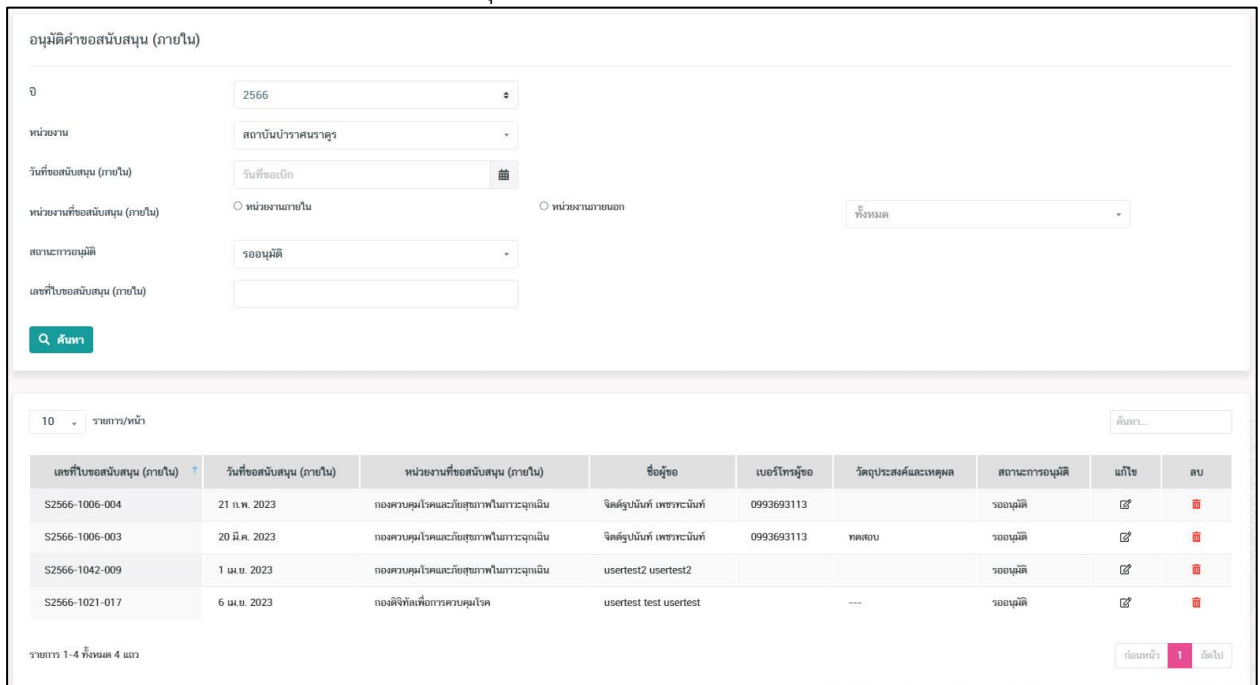 อนุมัติคำขอสนับสนุน (ภายใน)
ปี 2566
หน่วยงาน สถาบันบำราศนราดูร
วันที่ขอสนับสนุน (ภายใน) วันที่ขอเบิก
หน่วยงานที่ขอสนับสนุน (ภายใน) หน่วยงานภายใน หน่วยงานภายนอก ทั้งหมด
สถานะการอนุมัติ รออนุมัติ
เลขที่ใบขอสนับสนุน (ภายใน)
ค้นหา
10 รายการ/หน้า ค้นหา...
เลขที่ใบขอสนับสนุน (ภายใน) วันที่ขอสนับสนุน (ภายใน) หน่วยงานที่ขอสนับสนุน (ภายใน) ชื่อผู้ขอ เบอร์โทรผู้ขอ วัตถุประสงค์และเหตุผล สถานะการอนุมัติ แก้ไข ลบ
S2566-1006-004 21 ก.พ. 2023 กองควบคุมโรคและภัยสุขภาพในภาวะฉุกเฉิน จิตต์ฐปนันท์ เพชรทะนันท์ 0993693113 รออนุมัติ
S2566-1006-003 20 มี.ค. 2023 กองควบคุมโรคและภัยสุขภาพในภาวะฉุกเฉิน จิตต์ฐปนันท์ เพชรทะนันท์ 0993693113 ทดสอบ รออนุมัติ
S2566-1042-009 1 เม.ย. 2023 กองควบคุมโรคและภัยสุขภาพในภาวะฉุกเฉิน usertest2 usertest2 รออนุมัติ
S2566-1021-017 6 เม.ย. 2023 กองดิจิทัลเพื่อการควบคุมโรค usertest test usertest --- รออนุมัติ
รายการ 1-4 ทั้งหมด 4 แถว ก่อนหน้า 1 ถัดไป